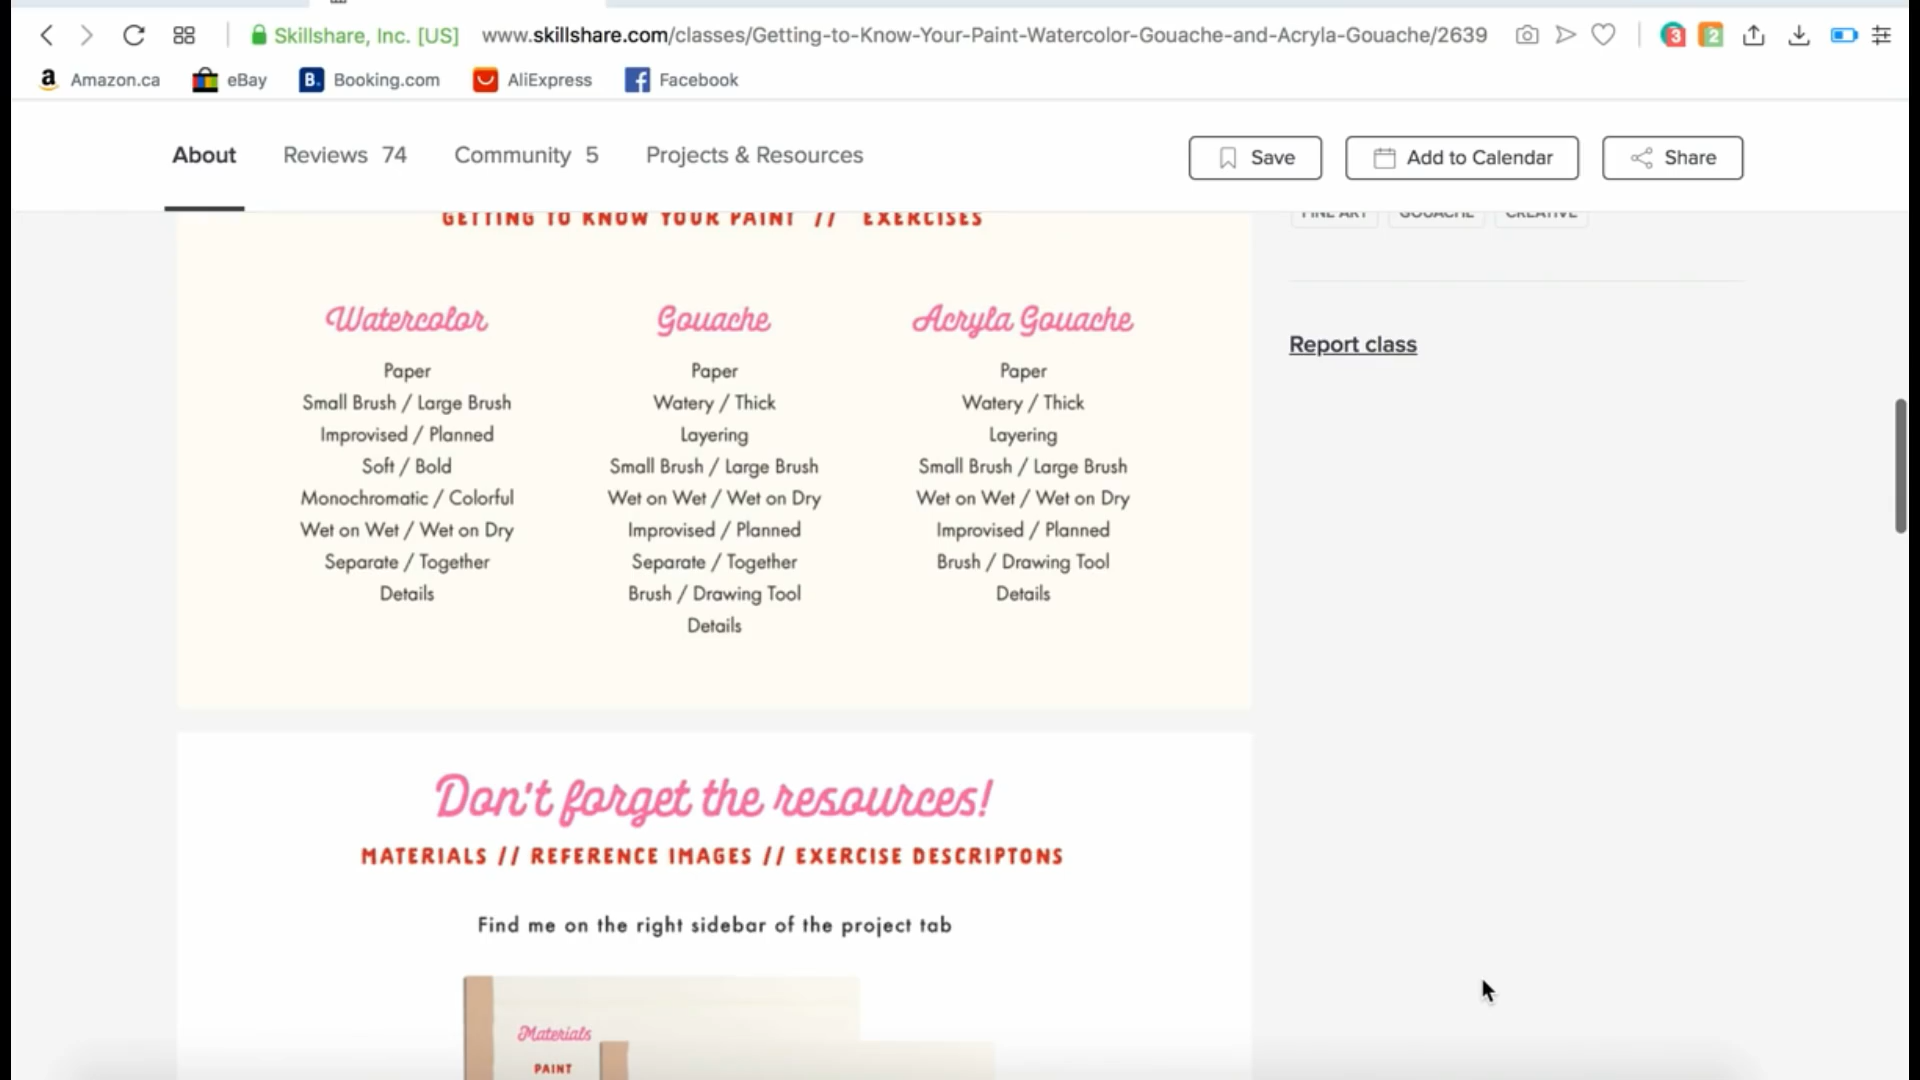 Skillshare, Inc. [US] www.skillshare.com/classes/Getting-to-Know-Your-Paint-Watercolor-Gouache-and-Acryla-Gouache/2639 3 2
a Amazon.ca eBay B. Booking.com AliExpress f Facebook
About Reviews 74 Community 5 Projects & Resources Save Add to Calendar Share
GETTING TO KNOW YOUR PAINT // EXERCISES
FINE ART GOUACHE CREATIVE
Report class
Watercolor
Paper
Small Brush / Large Brush
Improvised / Planned
Soft / Bold
Monochromatic / Colorful
Wet on Wet / Wet on Dry
Separate / Together
Details
Gouache
Paper
Watery / Thick
Layering
Small Brush / Large Brush
Wet on Wet / Wet on Dry
Improvised / Planned
Separate / Together
Brush / Drawing Tool
Details
Acryla Gouache
Paper
Watery / Thick
Layering
Small Brush / Large Brush
Wet on Wet / Wet on Dry
Improvised / Planned
Brush / Drawing Tool
Details
Don't forget the resources!
MATERIALS // REFERENCE IMAGES // EXERCISE DESCRIPTONS
Find me on the right sidebar of the project tab
Materials
PAINT